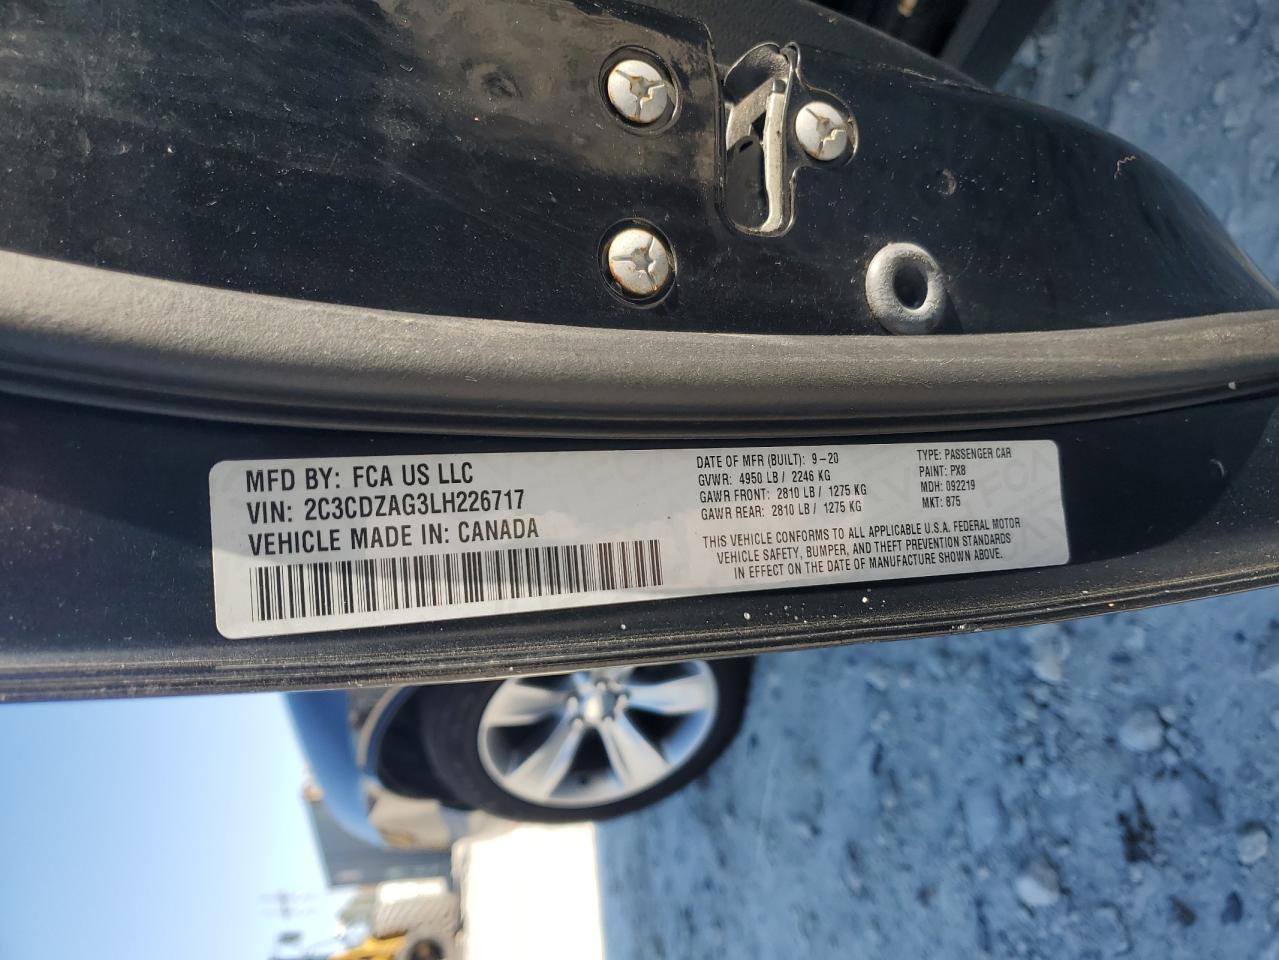 MFD BY: FCA US LLC
VIN: 2C3CDZAG3LH226717
VEHICLE MADE IN: CANADA
DATE OF MFR (BUILT): 9-20
GVWR: 4950 LB / 2246 KG
GAWR FRONT: 2810 LB / 1275 KG
GAWR REAR: 2810 LB / 1275 KG
TYPE: PASSENGER CAR
PAINT: PX8
MDH: 092219
MKT: 875
THIS VEHICLE CONFORMS TO ALL APPLICABLE U.S.A. FEDERAL MOTOR
VEHICLE SAFETY, BUMPER, AND THEFT PREVENTION STANDARDS
IN EFFECT ON THE DATE OF MANUFACTURE SHOWN ABOVE.